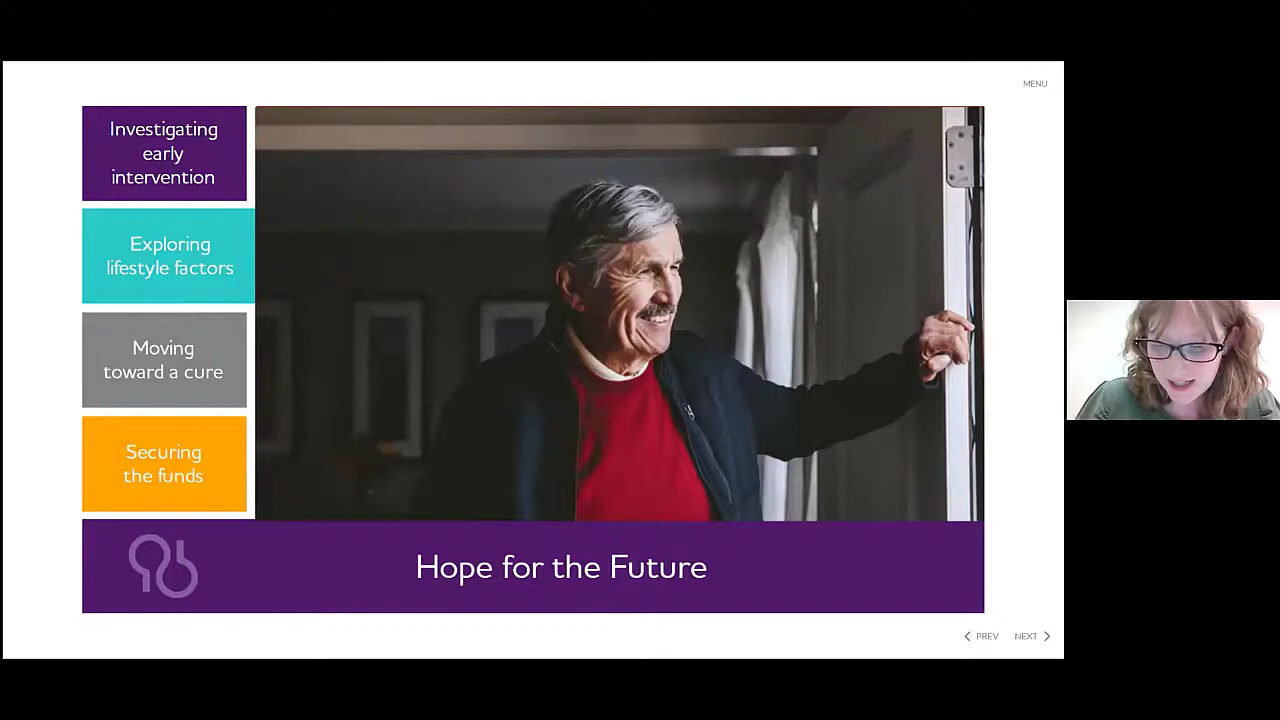 MENU
Investigating
early
intervention
Exploring
lifestyle factors
Moving
toward a cure
Securing
the funds
Hope for the Future
PREV NEXT